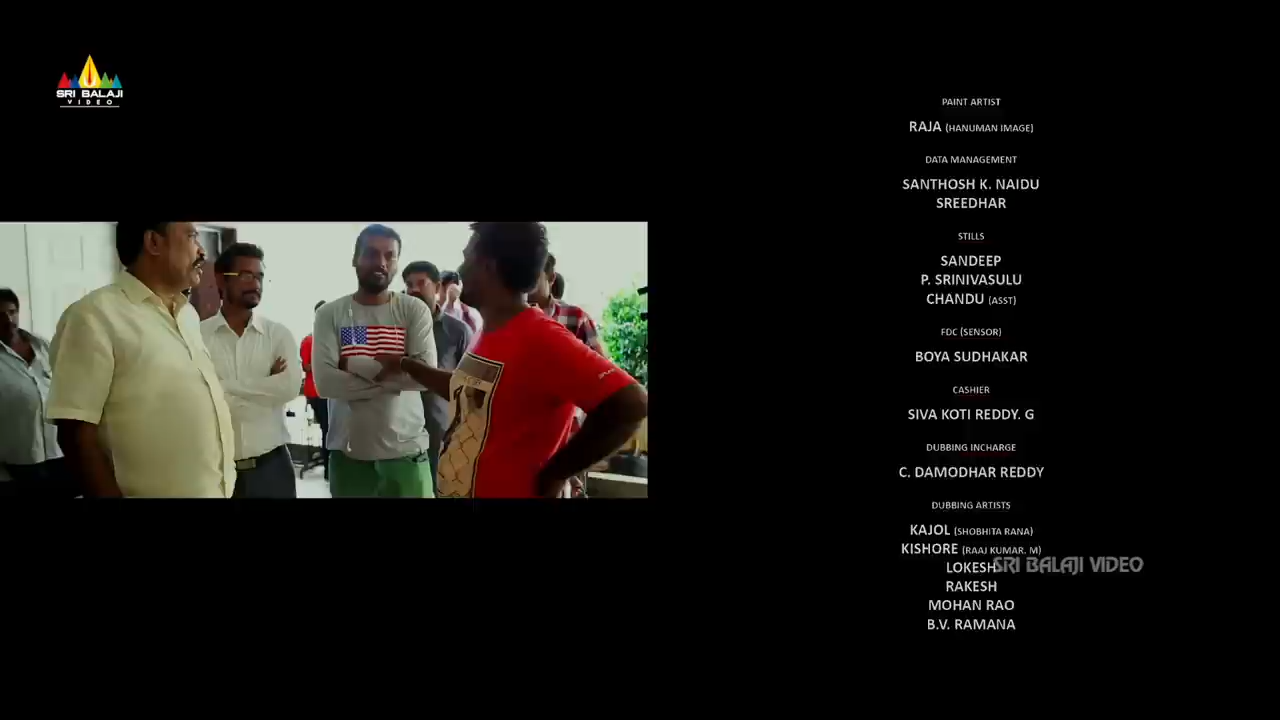 SRI BALAJI
VIDEO
PAINT ARTIST
RAJA (HANUMAN IMAGE)
DATA MANAGEMENT
SANTHOSH K. NAIDU
SREEDHAR
STILLS
SANDEEP
P. SRINIVASULU
CHANDU (ASST)
FDC (SENSOR)
BOYA SUDHAKAR
CASHIER
SIVA KOTI REDDY. G
DUBBING INCHARGE
C. DAMODHAR REDDY
DUBBING ARTISTS
KAJOL (SHOBHITA RANA)
KISHORE (RAAJ KUMAR. M)
LOKESH
SRI BALAJI VIDEO
RAKESH
MOHAN RAO
B.V. RAMANA